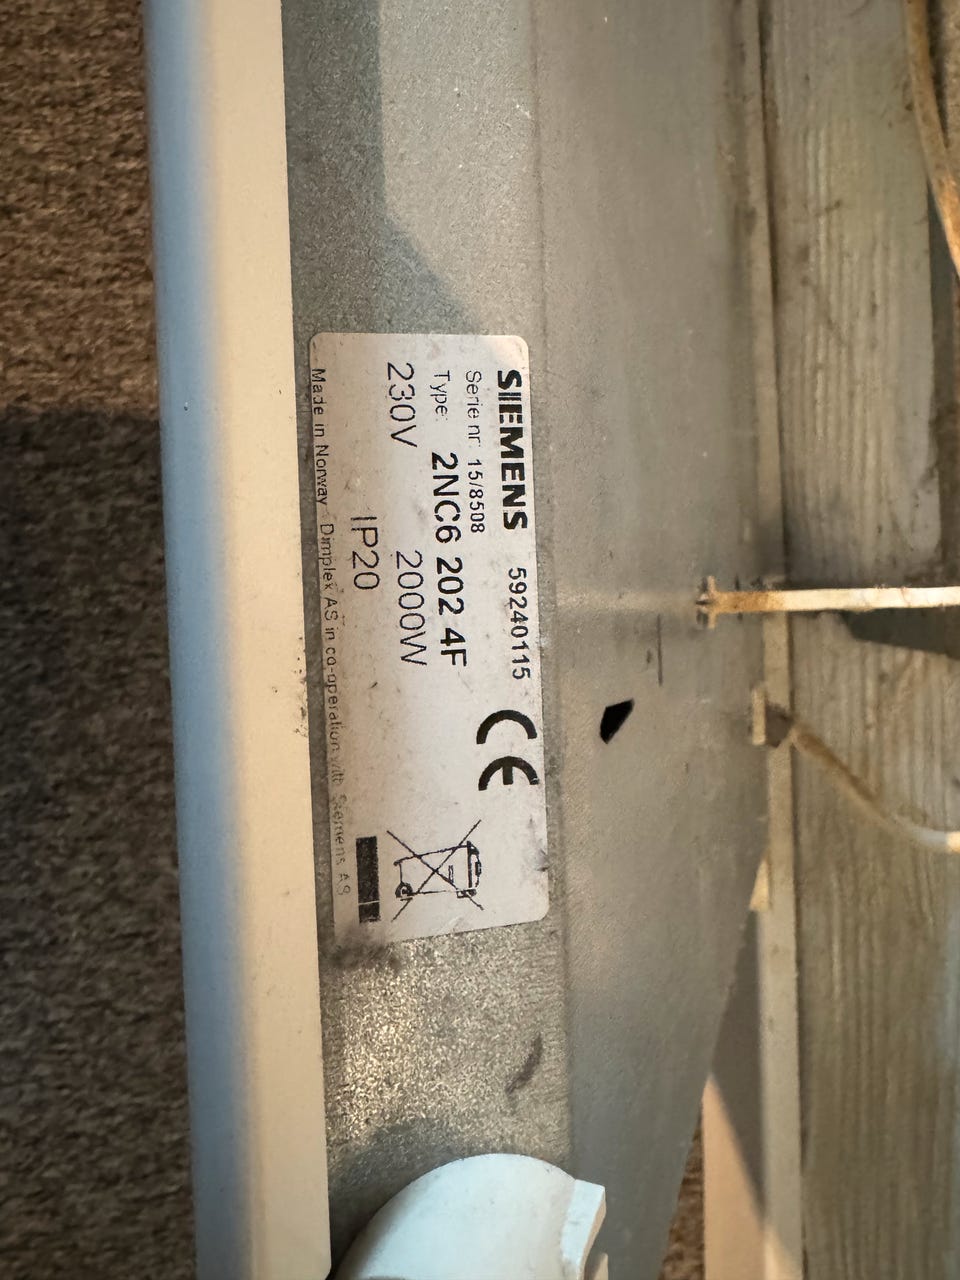 SIEMENS 59240115
Serie nr: 15/8508
Type: 2NC6 202 4F
230V 2000W
IP20
Made in Norway Dimplex AS in co-operation with Siemens AS
CE